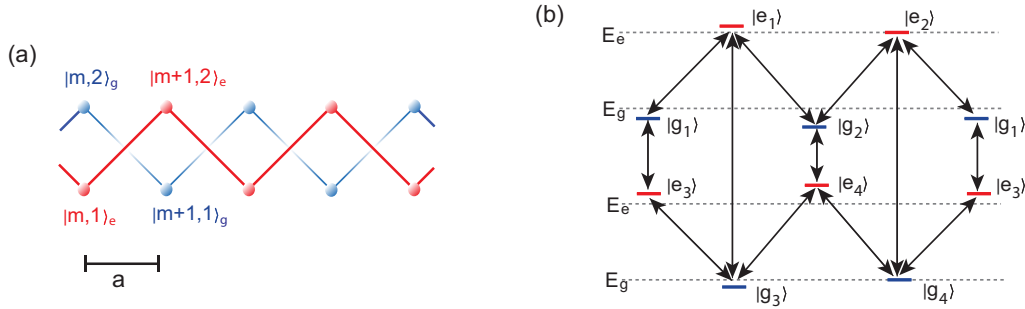 (a)
|m,2⟩g
|m+1,2⟩e
|m,1⟩e
|m+1,1⟩g
a
(b)
Ee
|e1⟩
|e2⟩
Eg
|g1⟩
|g2⟩
|g1⟩
|e3⟩
|e4⟩
|e3⟩
Ee
Eg
|g3⟩
|g4⟩